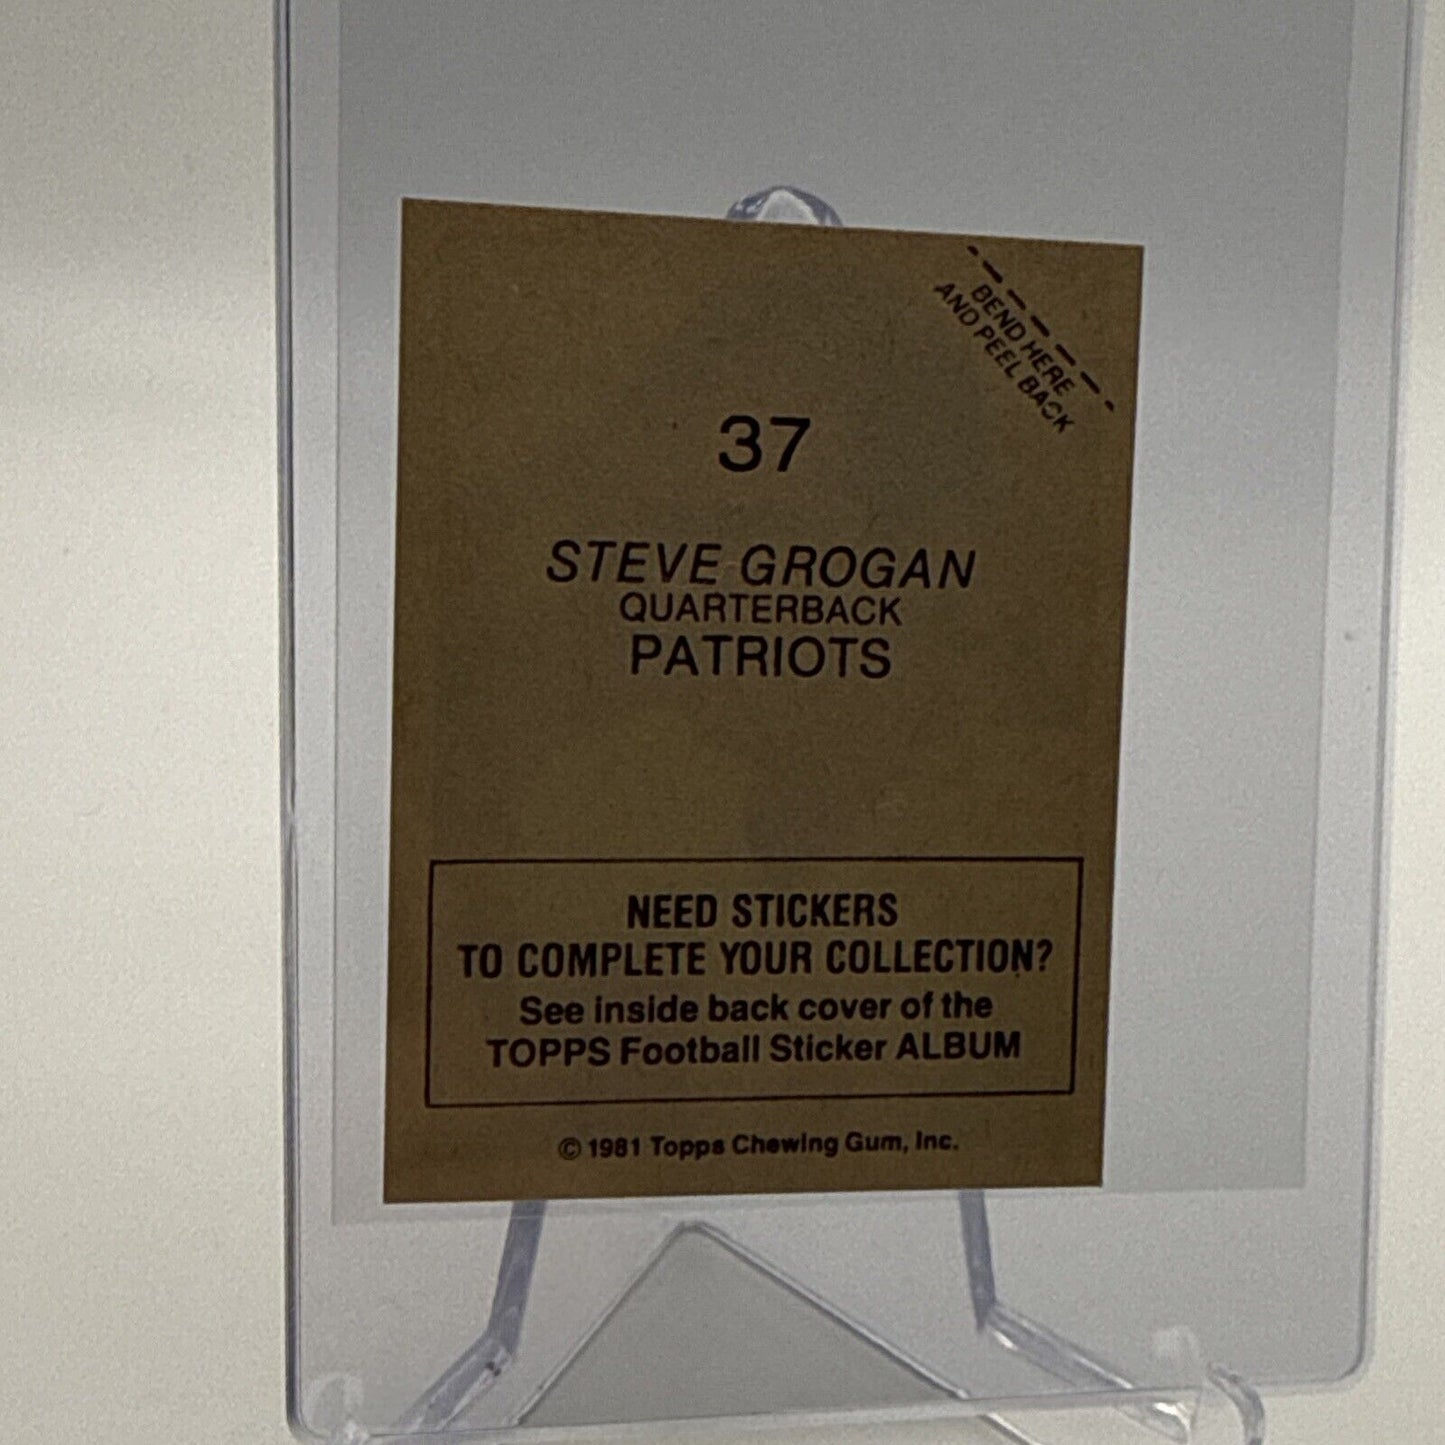 BEND HERE
AND PEEL BACK
37
STEVE GROGAN
QUARTERBACK
PATRIOTS
NEED STICKERS
TO COMPLETE YOUR COLLECTION?
See inside back cover of the
TOPPS Football Sticker ALBUM
© 1981 Topps Chewing Gum, Inc.